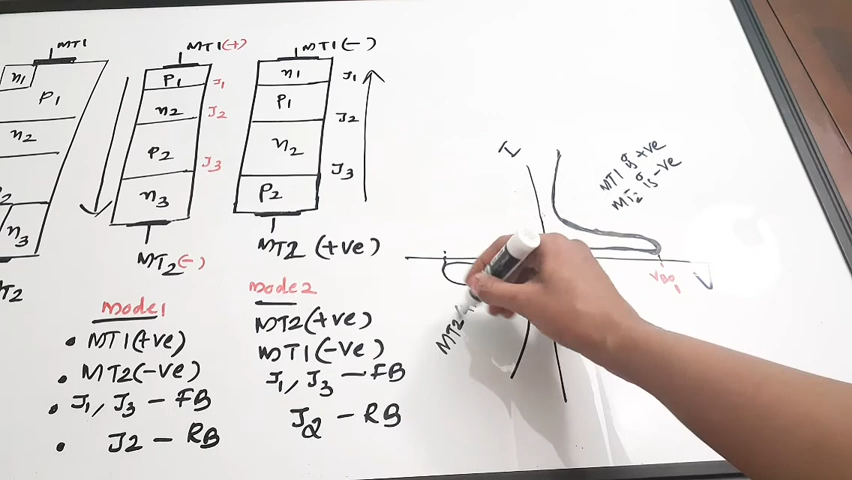 MT1
n1
P1
n2
n3
MT1(+)
P1
J1
n2
J2
P2
J3
n3
MT2(-)
MT1(-)
n1
J1
P1
J2
n2
J3
P2
MT2 (+ve)
mode1
• MT1(+ve)
• MT2(-ve)
• J1, J3 - FB
• J2 - RB
mode2
MT2(+ve)
MT1(-ve)
J1, J3 - FB
J2 - RB
I
MT1 is +ve
MT2 is -ve
VBO1
V
MT2